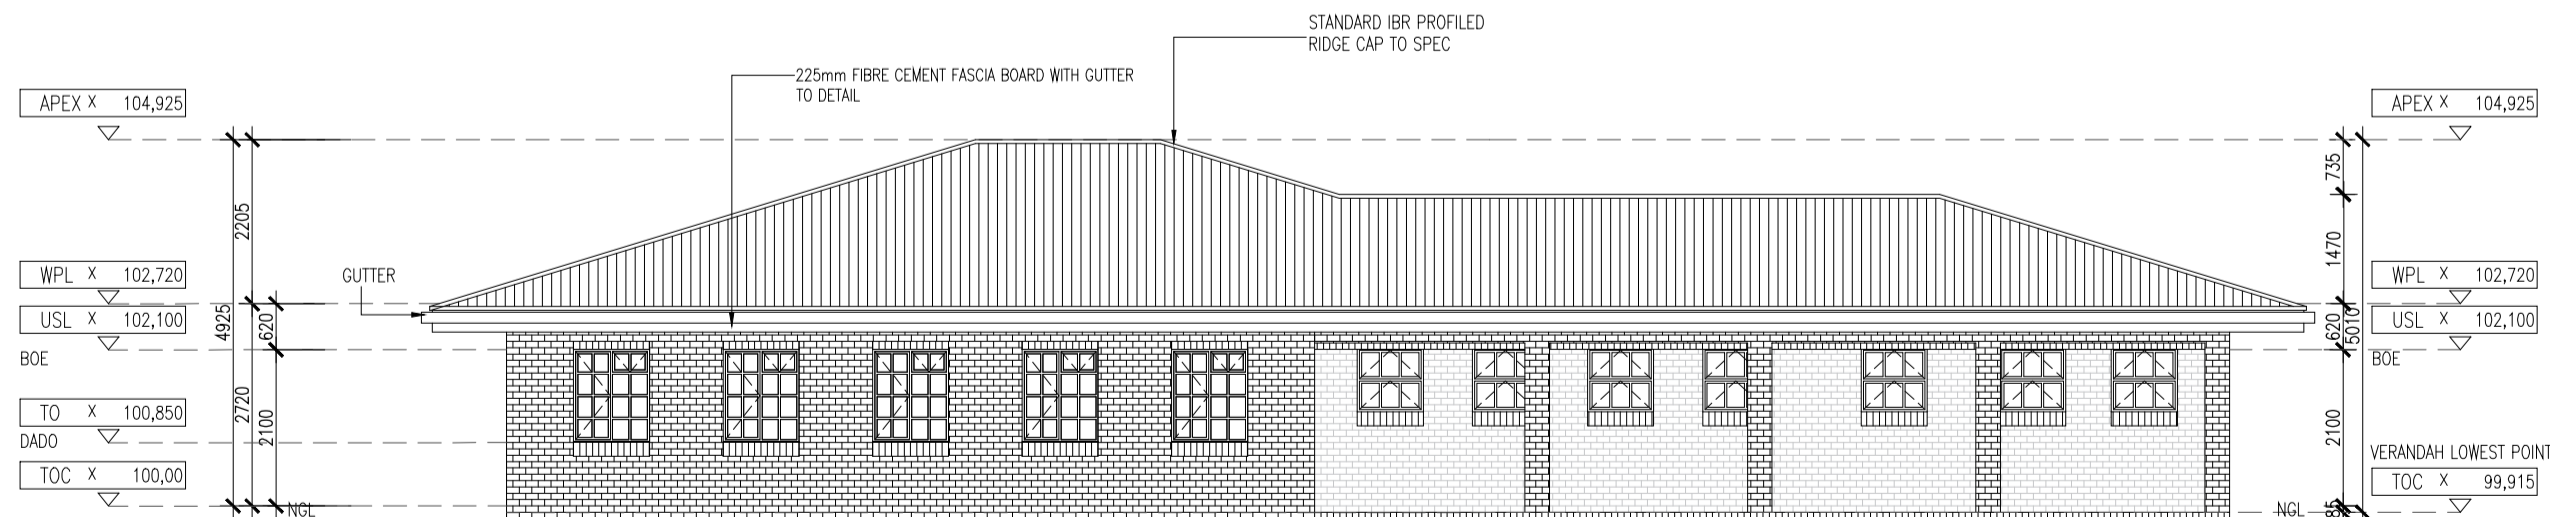 STANDARD IBR PROFILED
RIDGE CAP TO SPEC
225mm FIBRE CEMENT FASCIA BOARD WITH GUTTER
TO DETAIL
APEX X 104,925
WPL X 102,720
USL X 102,100
BOE
TO X 100,850
DADO
TOC X 100,00
NGL
4925
2205
2720
620
2100
GUTTER
735
1470
620
5010
2100
85
NGL
APEX X 104,925
WPL X 102,720
USL X 102,100
BOE
VERANDAH LOWEST POINT
TOC X 99,915